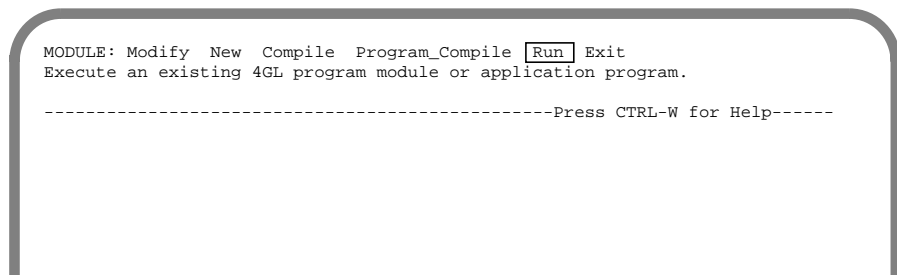 MODULE: Modify  New  Compile  Program_Compile  Run  Exit
Execute an existing 4GL program module or application program.
-------------------------------------------------Press CTRL-W for Help------